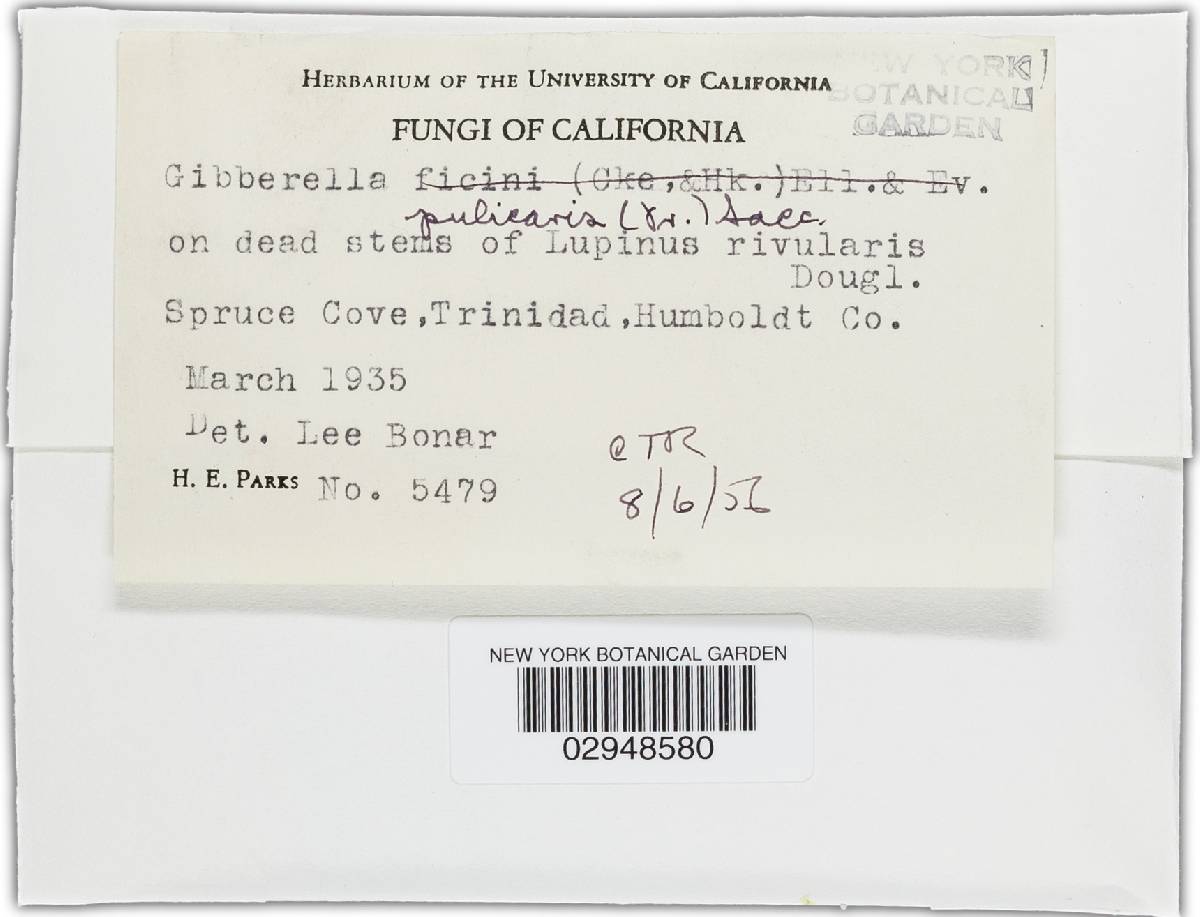 HERBARIUM OF THE UNIVERSITY OF CALIFORNIA
NEW YORK
BOTANICAL
GARDEN
FUNGI OF CALIFORNIA
Gibberella ficini (Cke,&Hk.)Ell.& Ev.
pulicaris (Fr.) Sacc.
on dead stems of Lupinus rivularis
Dougl.
Spruce Cove,Trinidad,Humboldt Co.
March 1935
Det. Lee Bonar
H. E. PARKS No. 5479
CTR
8/6/56
NEW YORK BOTANICAL GARDEN
02948580